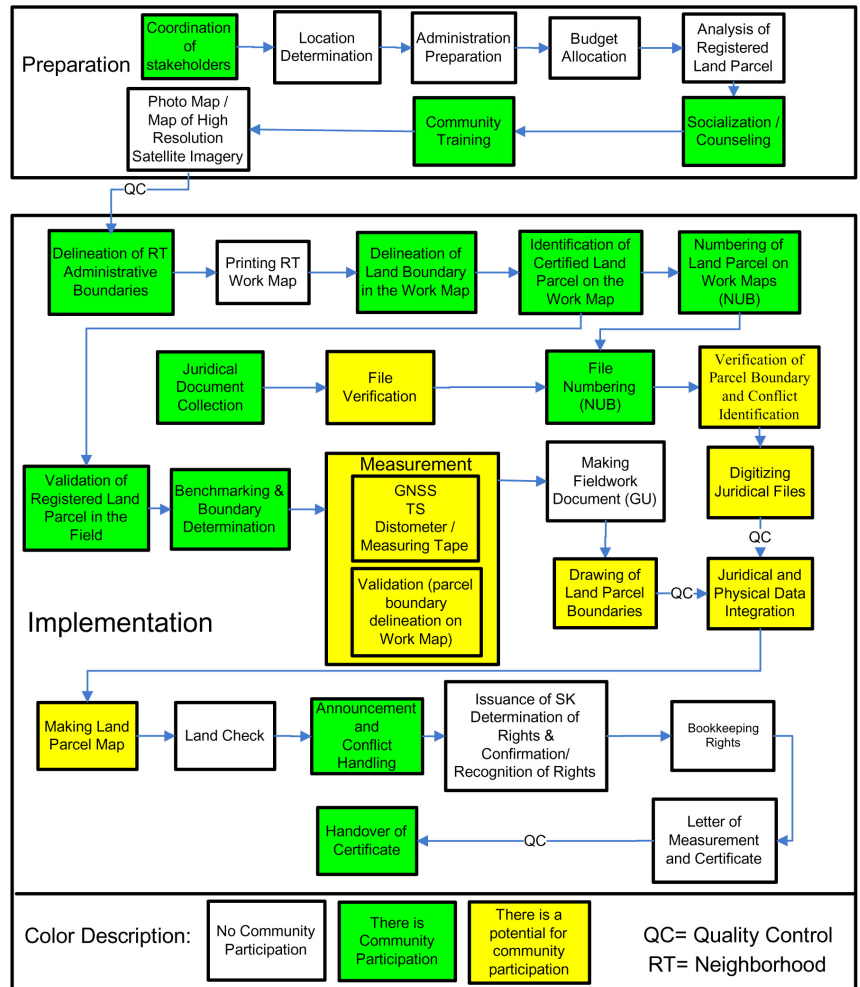 Preparation
Coordination
of
stakeholders
Location
Determination
Administration
Preparation
Budget
Allocation
Analysis of
Registered
Land Parcel
Socialization /
Counseling
Community
Training
Photo Map /
Map of High
Resolution
Satellite Imagery
QC
Delineation of RT
Administrative
Boundaries
Printing RT
Work Map
Delineation of
Land Boundary
in the Work Map
Identification of
Certified Land
Parcel on the
Work Map
Numbering of
Land Parcel on
Work Maps
(NUB)
Juridical
Document
Collection
File
Verification
File
Numbering
(NUB)
Verification of
Parcel Boundary
and Conflict
Identification
Validation of
Registered Land
Parcel in the
Field
Benchmarking &
Boundary
Determination
Measurement
GNSS
TS
Distometer /
Measuring Tape
Validation (parcel
boundary
delineation on
Work Map)
Making
Fieldwork
Document (GU)
Digitizing
Juridical Files
QC
Drawing of
Land Parcel
Boundaries
QC
Juridical and
Physical Data
Integration
Implementation
Making Land
Parcel Map
Land Check
Announcement
and
Conflict
Handling
Issuance of SK
Determination of
Rights &
Confirmation/
Recognition of Rights
Bookkeeping
Rights
Letter of
Measurement
and Certificate
QC
Handover of
Certificate
Color Description:
No Community
Participation
There is
Community
Participation
There is a
potential for
community
participation
QC= Quality Control
RT= Neighborhood